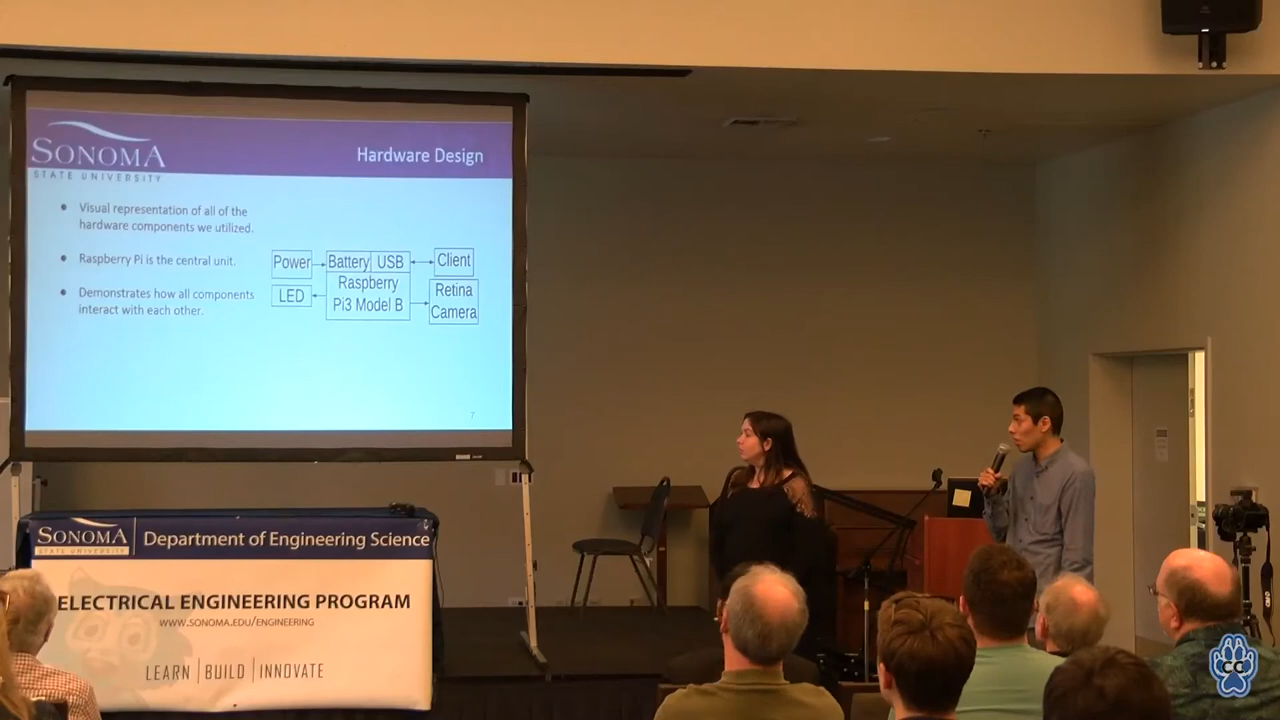 SONOMA
STATE UNIVERSITY
Hardware Design
Visual representation of all of the
hardware components we utilized.
Raspberry Pi is the central unit.
Demonstrates how all components
interact with each other.
Power
Battery
USB
Client
LED
Raspberry
Pi3 Model B
Retina
Camera
7
SONOMA
STATE UNIVERSITY
Department of Engineering Science
ELECTRICAL ENGINEERING PROGRAM
WWW.SONOMA.EDU/ENGINEERING
LEARN | BUILD | INNOVATE
CC